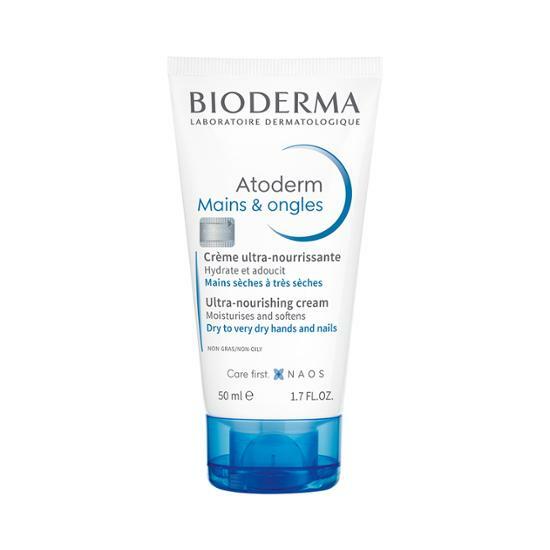 BIODERMA
LABORATOIRE DERMATOLOGIQUE
Atoderm
Mains & ongles
Crème ultra-nourrissante
Hydrate et adoucit
Mains sèches à très sèches
Ultra-nourishing cream
Moisturises and softens
Dry to very dry hands and nails
NON GRAS/NON-OILY
Care first. NAOS
50 ml ℮ 1.7 FL.OZ.